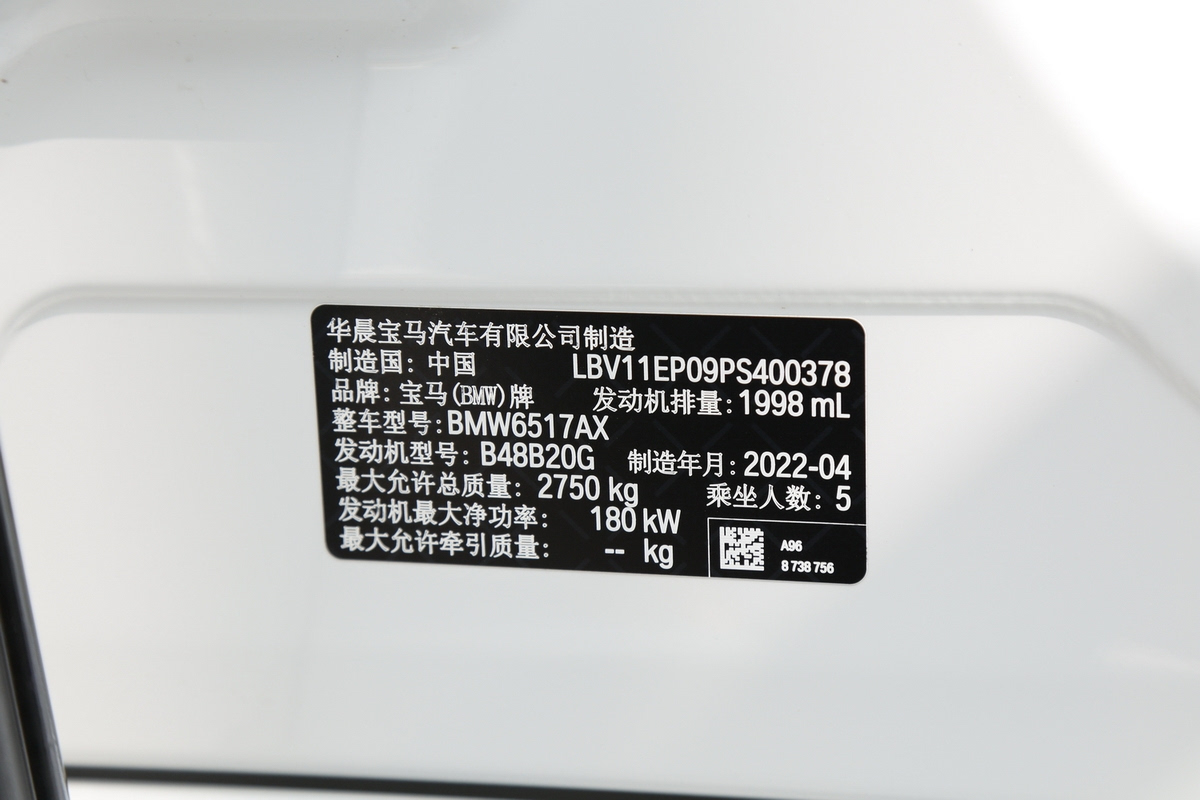 华晨宝马汽车有限公司制造
制造国: 中国 LBV11EP09PS400378
品牌: 宝马(BMW)牌 发动机排量: 1998 mL
整车型号: BMW6517AX
发动机型号: B48B20G 制造年月: 2022-04
最大允许总质量: 2750 kg 乘坐人数: 5
发动机最大净功率: 180 kW
最大允许牵引质量: -- kg
A96
8 738 756